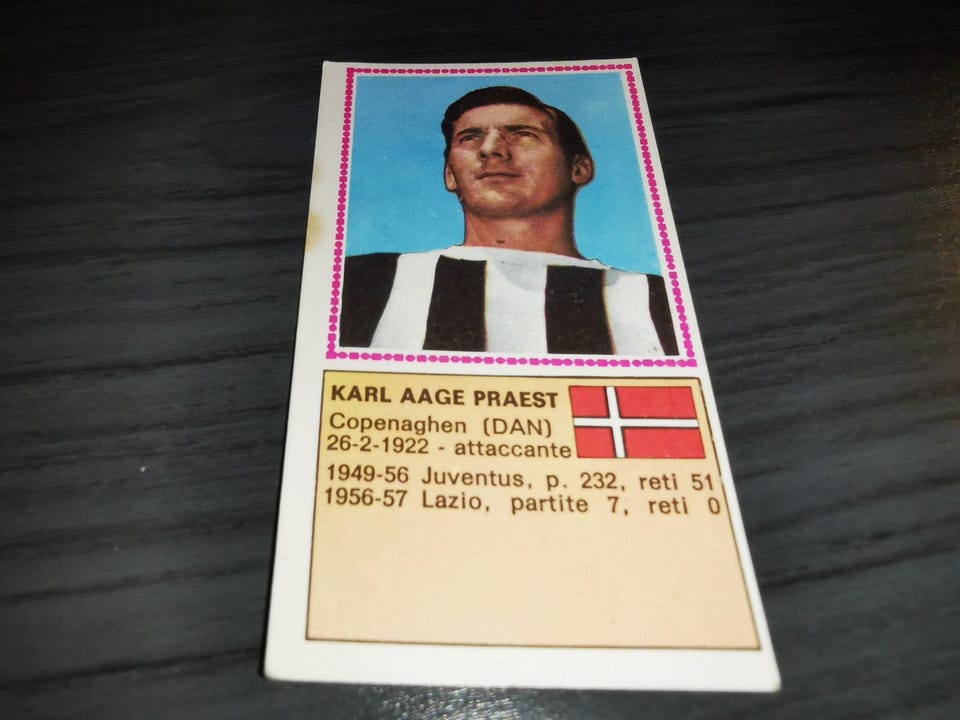 KARL AAGE PRAEST
Copenaghen (DAN)
26-2-1922 - attaccante
1949-56 Juventus, p. 232, reti 51
1956-57 Lazio, partite 7, reti 0